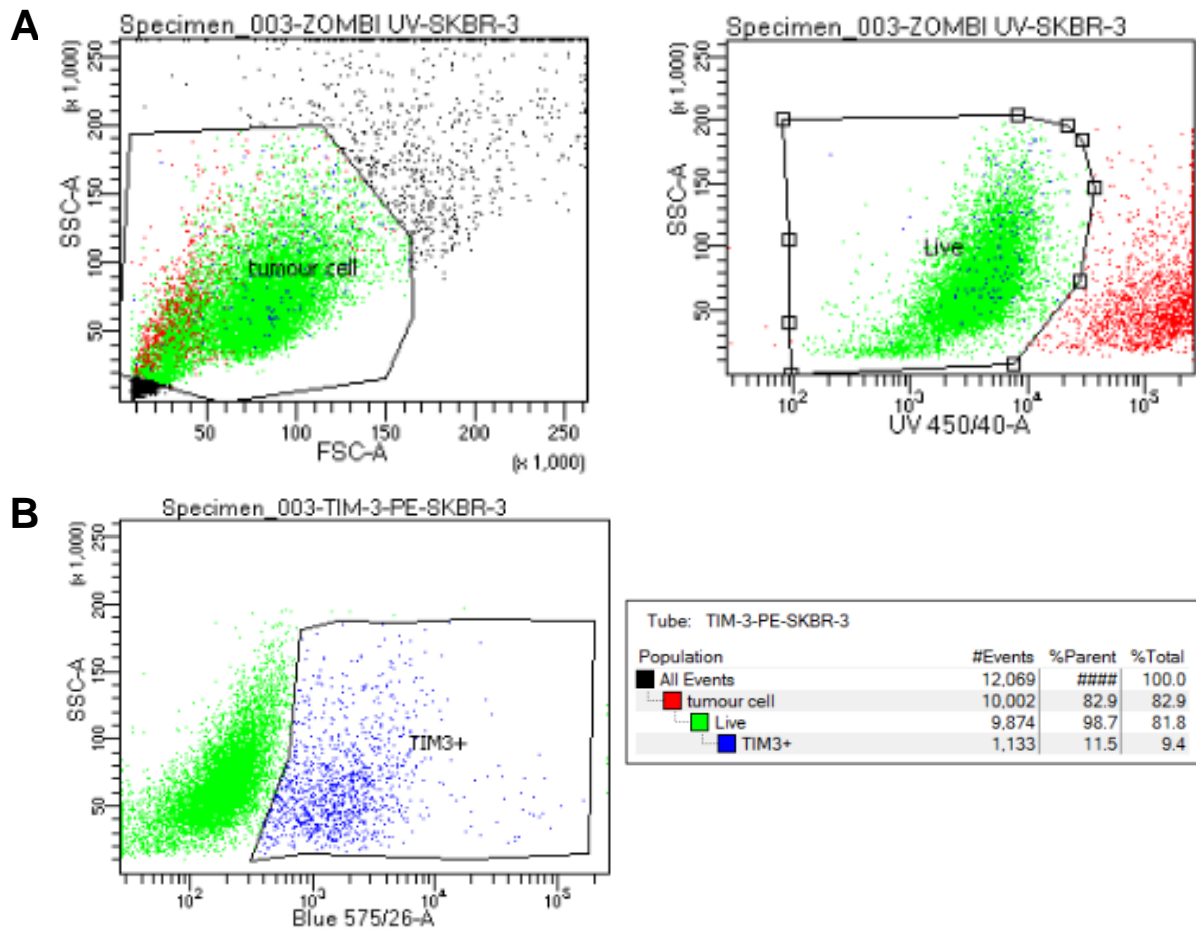 A
Specimen_003-ZOMBI UV-SKBR-3
(x 1,000)
250
200
150
100
50
SSC-A
tumour cell
50 100 150 200 250
FSC-A
(x 1,000)
Specimen_003-ZOMBI UV-SKBR-3
(x 1,000)
250
200
150
100
50
SSC-A
Live
10² 10³ 10⁴ 10⁵
UV 450/40-A
B
Specimen_003-TIM-3-PE-SKBR-3
(x 1,000)
250
200
150
100
50
SSC-A
TIM3+
10² 10³ 10⁴ 10⁵
Blue 575/26-A
Tube: TIM-3-PE-SKBR-3
Population #Events %Parent %Total
All Events 12,069 #### 100.0
tumour cell 10,002 82.9 82.9
Live 9,874 98.7 81.8
TIM3+ 1,133 11.5 9.4